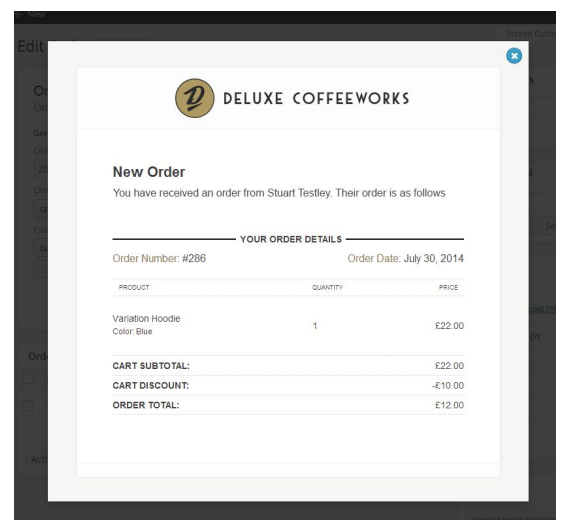 + New
Screen Optio
Edit
DELUXE COFFEEWORKS
New Order
You have received an order from Stuart Testley. Their order is as follows
YOUR ORDER DETAILS
Order Number: #286
Order Date: July 30, 2014
PRODUCT QUANTITY PRICE
Variation Hoodie
Color: Blue
1 £22.00
CART SUBTOTAL: £22.00
CART DISCOUNT: -£10.00
ORDER TOTAL: £12.00